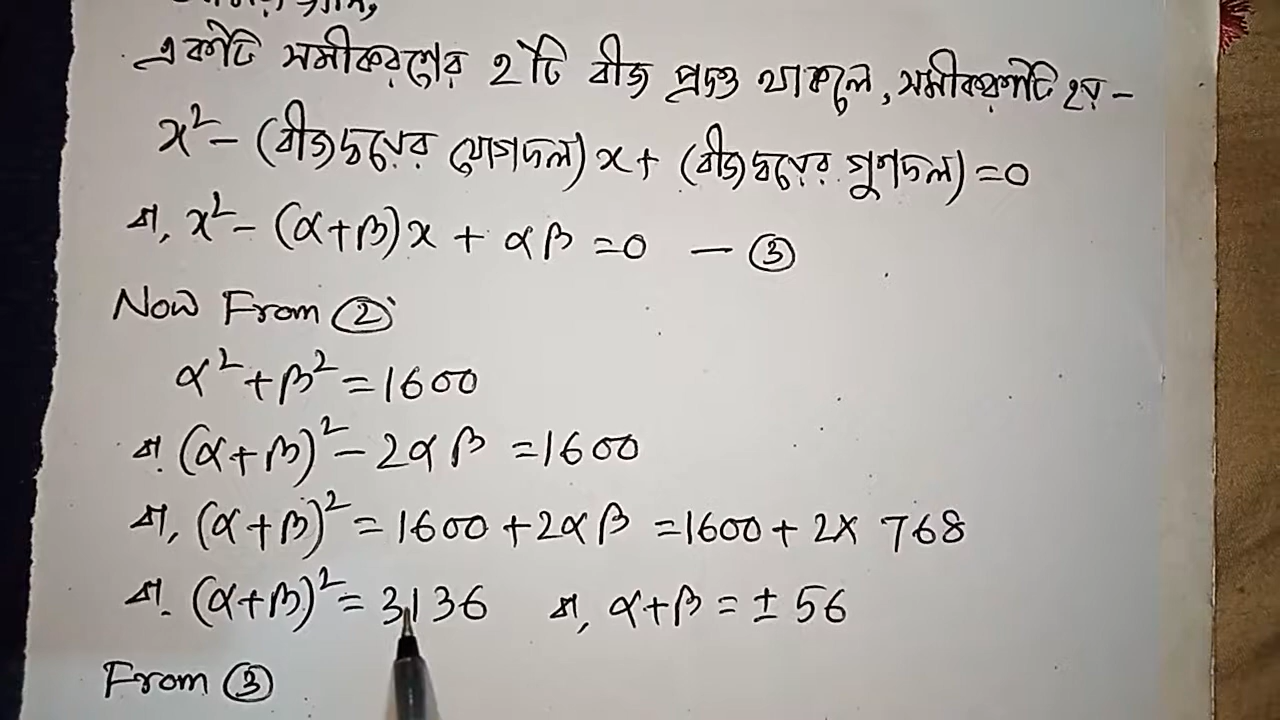 একটি সমীকরণের ২টি বীজ প্রদত্ত থাকলে, সমীকরণটি হয় -
x² - (বীজদ্বয়ের যোগফল) x + (বীজদ্বয়ের গুণফল) = 0
বা, x² - (α+β)x + αβ = 0 — ③
Now From ②
α² + β² = 1600
বা, (α+β)² - 2αβ = 1600
বা, (α+β)² = 1600 + 2αβ = 1600 + 2× 768
বা, (α+β)² = 3136 বা, α+β = ± 56
From ③